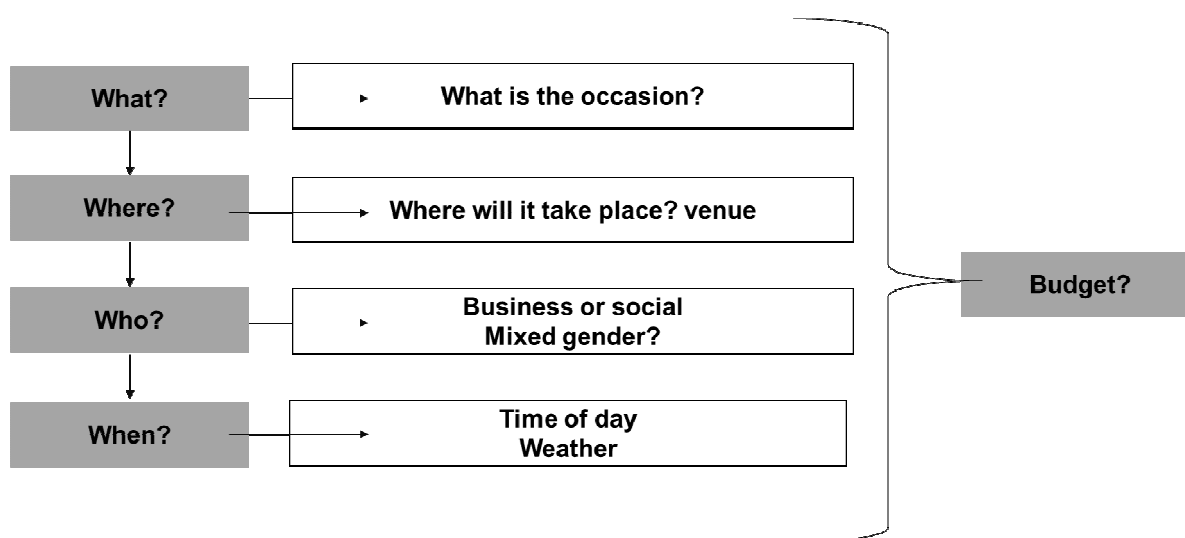 What?
What is the occasion?
Where?
Where will it take place? venue
Who?
Business or social
Mixed gender?
When?
Time of day
Weather
Budget?